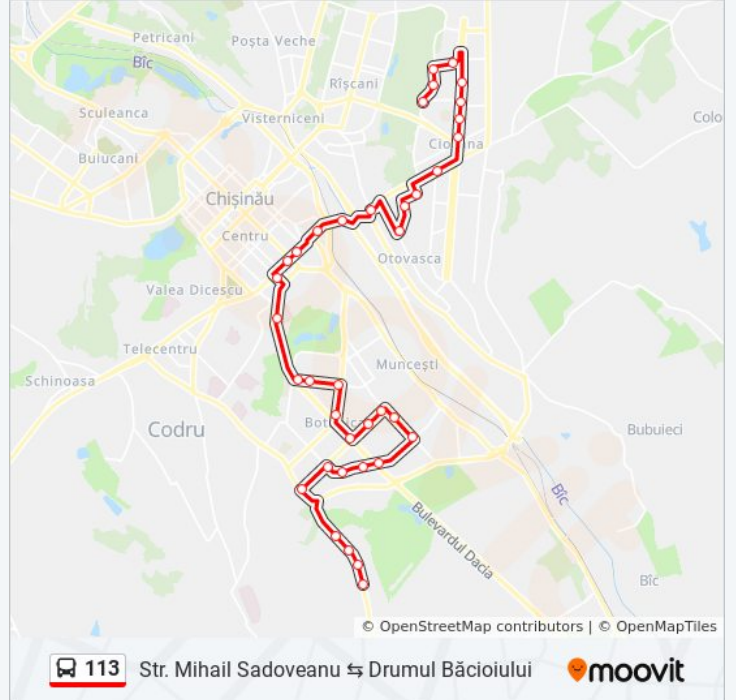 Petricani
Poșta Veche
Bîc
Rîșcani
Sculeanca
Visterniceni
Colo
Ciocana
Buiucani
Chișinău
Centru
Otovasca
Valea Dicescu
Telecentru
Muncești
Schinoasa
Codru
Botanica
Bubuieci
Bîc
Bulevardul Dacia
Bîc
© OpenStreetMap contributors | © OpenMapTiles
113 Str. Mihail Sadoveanu ⇆ Drumul Băcioiului
moovit